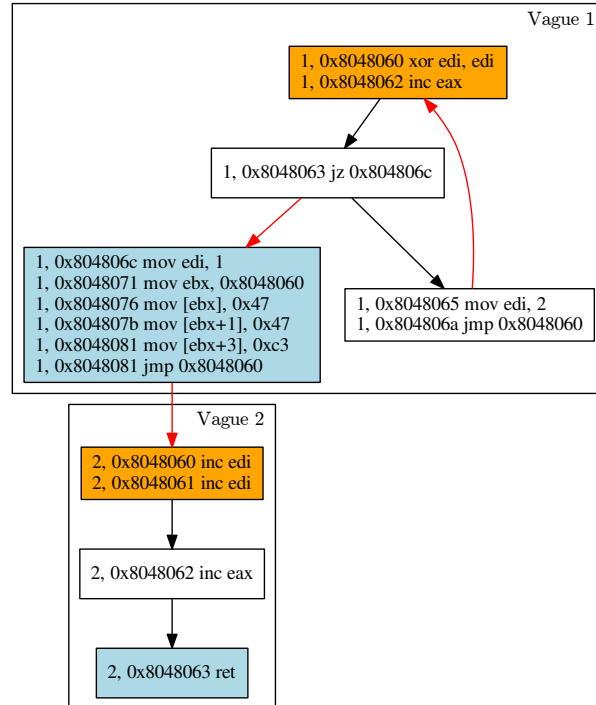 Vague 1
1, 0x8048060 xor edi, edi
1, 0x8048062 inc eax
1, 0x8048063 jz 0x804806c
1, 0x804806c mov edi, 1
1, 0x8048071 mov ebx, 0x8048060
1, 0x8048076 mov [ebx], 0x47
1, 0x804807b mov [ebx+1], 0x47
1, 0x8048081 mov [ebx+3], 0xc3
1, 0x8048081 jmp 0x8048060
1, 0x8048065 mov edi, 2
1, 0x804806a jmp 0x8048060
Vague 2
2, 0x8048060 inc edi
2, 0x8048061 inc edi
2, 0x8048062 inc eax
2, 0x8048063 ret